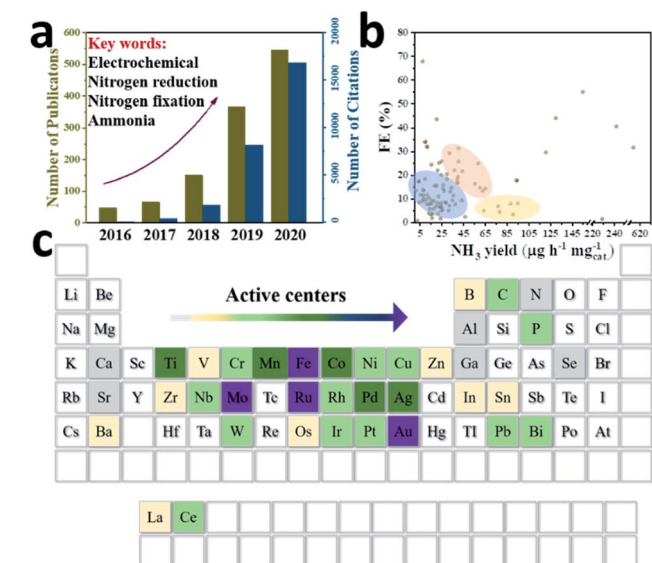 a
Key words:
Electrochemical
Nitrogen reduction
Nitrogen fixation
Ammonia
Number of Publicatons
600
500
400
300
200
100
0
2016 2017 2018 2019 2020
20000
15000
10000
5000
0
Number of Citations
b
FE (%)
80
70
60
50
40
30
20
10
0
5 25 45 65 85 105 125 145 220 240 620
NH3 yield (μg h-1 mg-1cat.)
c
Active centers
Li Be B C N O F
Na Mg Al Si P S Cl
K Ca Sc Ti V Cr Mn Fe Co Ni Cu Zn Ga Ge As Se Br
Rb Sr Y Zr Nb Mo Tc Ru Rh Pd Ag Cd In Sn Sb Te I
Cs Ba Hf Ta W Re Os Ir Pt Au Hg Tl Pb Bi Po At
La Ce